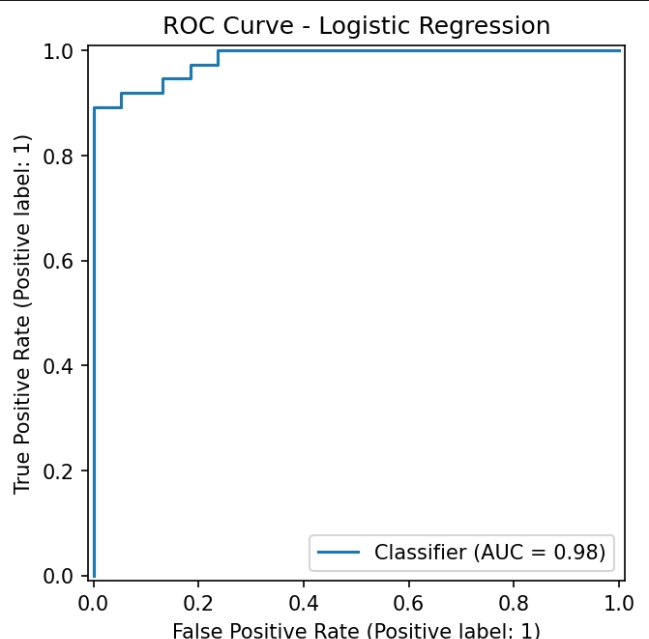 ROC Curve - Logistic Regression
True Positive Rate (Positive label: 1)
1.0
0.8
0.6
0.4
0.2
0.0
Classifier (AUC = 0.98)
0.0 0.2 0.4 0.6 0.8 1.0
False Positive Rate (Positive label: 1)